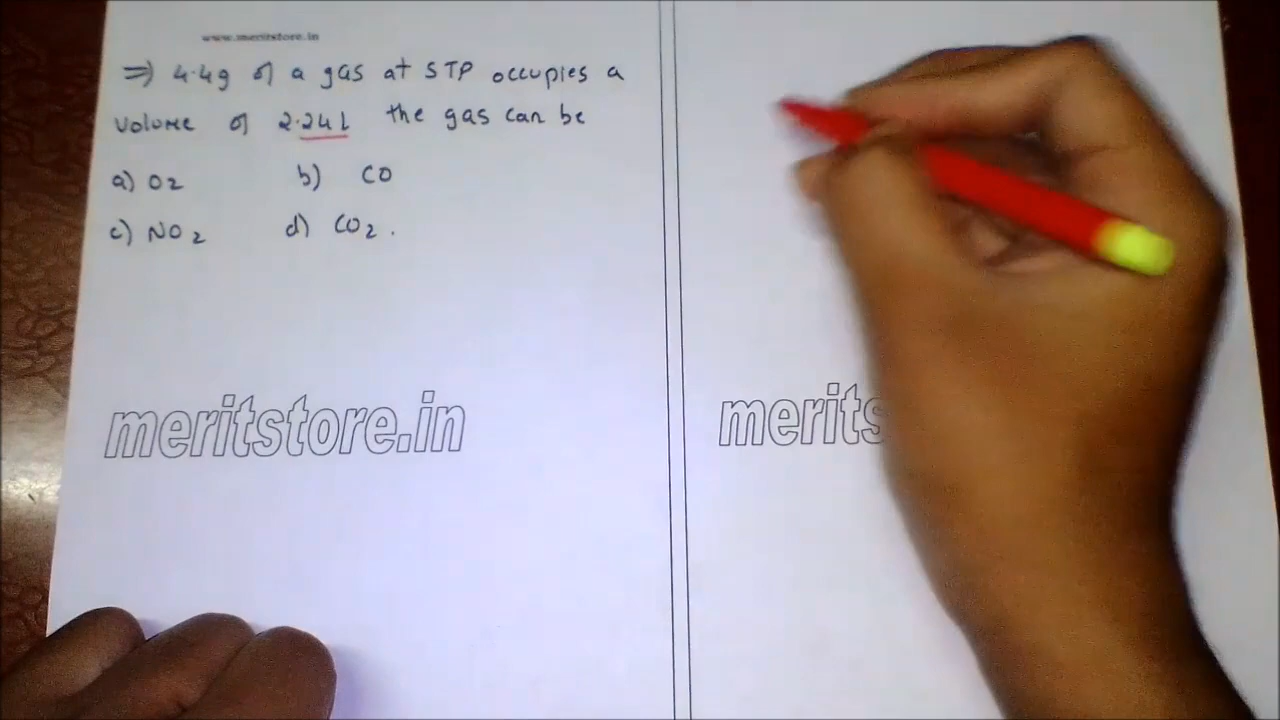 www.meritstore.in
⇒) 4.4g of a gas at STP occupies a
volume of 2.24L the gas can be
a) O2 b) CO
c) NO2 d) CO2.
meritstore.in
merits